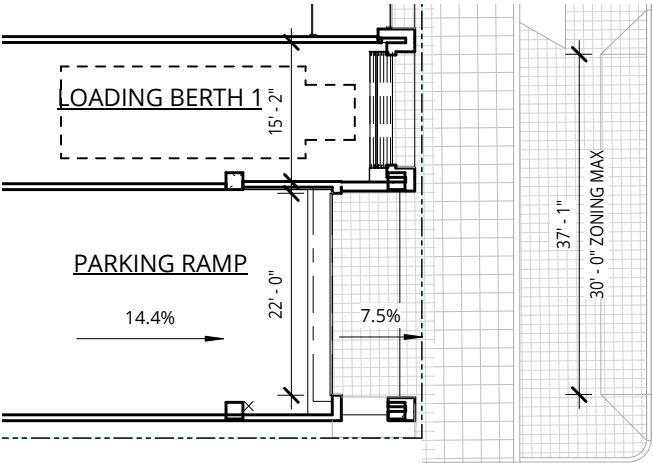 LOADING BERTH 1
15' - 2"
PARKING RAMP
22' - 0"
14.4%
7.5%
37' - 1"
30' - 0" ZONING MAX